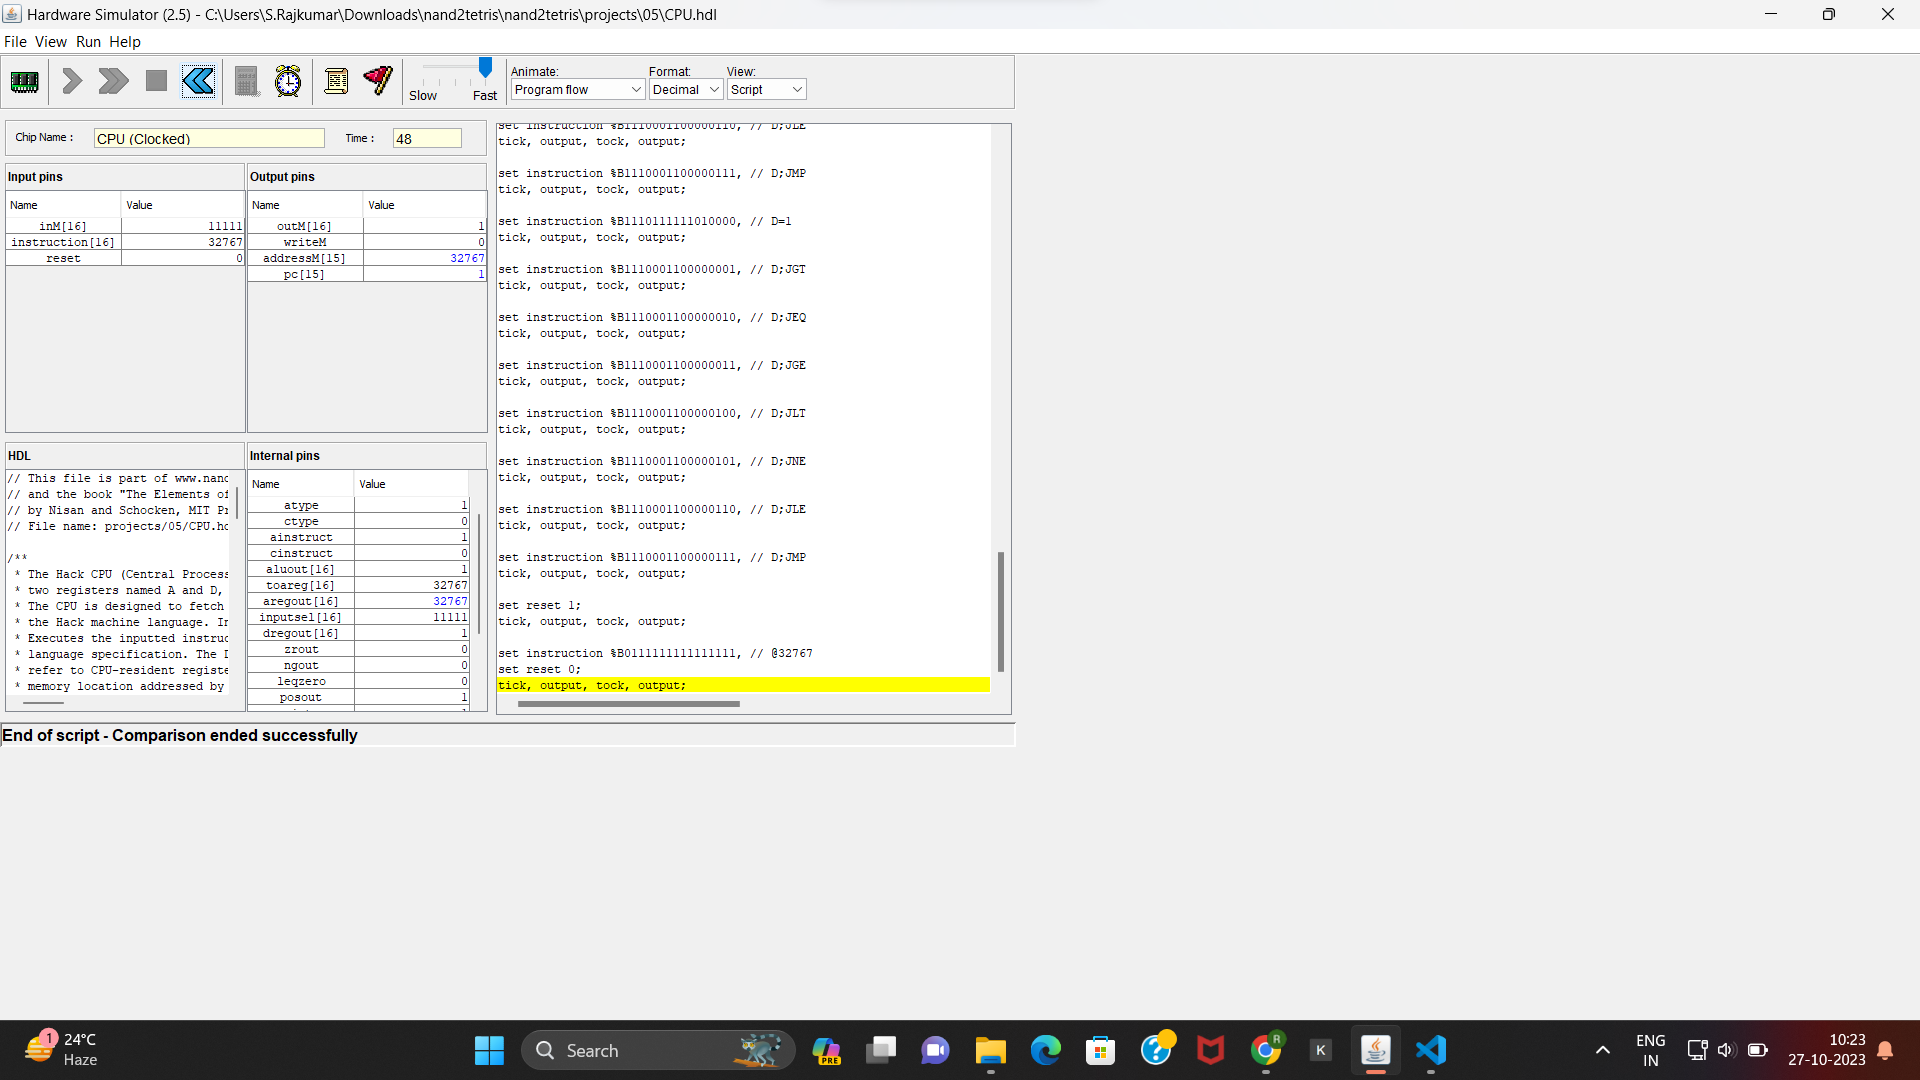 Hardware Simulator (2.5) - C:\Users\S.Rajkumar\Downloads\nand2tetris\nand2tetris\projects\05\CPU.hdl
File View Run Help
Slow Fast
Animate: Format: View:
Program flow Decimal Script
Chip Name : CPU (Clocked) Time : 48
Input pins
Name Value
inM[16] 11111
instruction[16] 32767
reset 0
Output pins
Name Value
outM[16] 1
writeM 0
addressM[15] 32767
pc[15] 1
HDL
// This file is part of www.nand
// and the book "The Elements of
// by Nisan and Schocken, MIT Pr
// File name: projects/05/CPU.hd
/**
* The Hack CPU (Central Process
* two registers named A and D,
* The CPU is designed to fetch
* the Hack machine language. In
* Executes the inputted instruc
* language specification. The D
* refer to CPU-resident registe
* memory location addressed by
Internal pins
Name Value
atype 1
ctype 0
ainstruct 1
cinstruct 0
aluout[16] 1
toareg[16] 32767
aregout[16] 32767
inputsel[16] 11111
dregout[16] 1
zrout 0
ngout 0
leqzero 0
posout 1
set instruction %B1110001100000110, // D;JLE
tick, output, tock, output;
set instruction %B1110001100000111, // D;JMP
tick, output, tock, output;
set instruction %B1110111111010000, // D=1
tick, output, tock, output;
set instruction %B1110001100000001, // D;JGT
tick, output, tock, output;
set instruction %B1110001100000010, // D;JEQ
tick, output, tock, output;
set instruction %B1110001100000011, // D;JGE
tick, output, tock, output;
set instruction %B1110001100000100, // D;JLT
tick, output, tock, output;
set instruction %B1110001100000101, // D;JNE
tick, output, tock, output;
set instruction %B1110001100000110, // D;JLE
tick, output, tock, output;
set instruction %B1110001100000111, // D;JMP
tick, output, tock, output;
set reset 1;
tick, output, tock, output;
set instruction %B0111111111111111, // @32767
set reset 0;
tick, output, tock, output;
End of script - Comparison ended successfully
1
24°C
Haze
Search
PRE
R
K
ENG
IN
10:23
27-10-2023